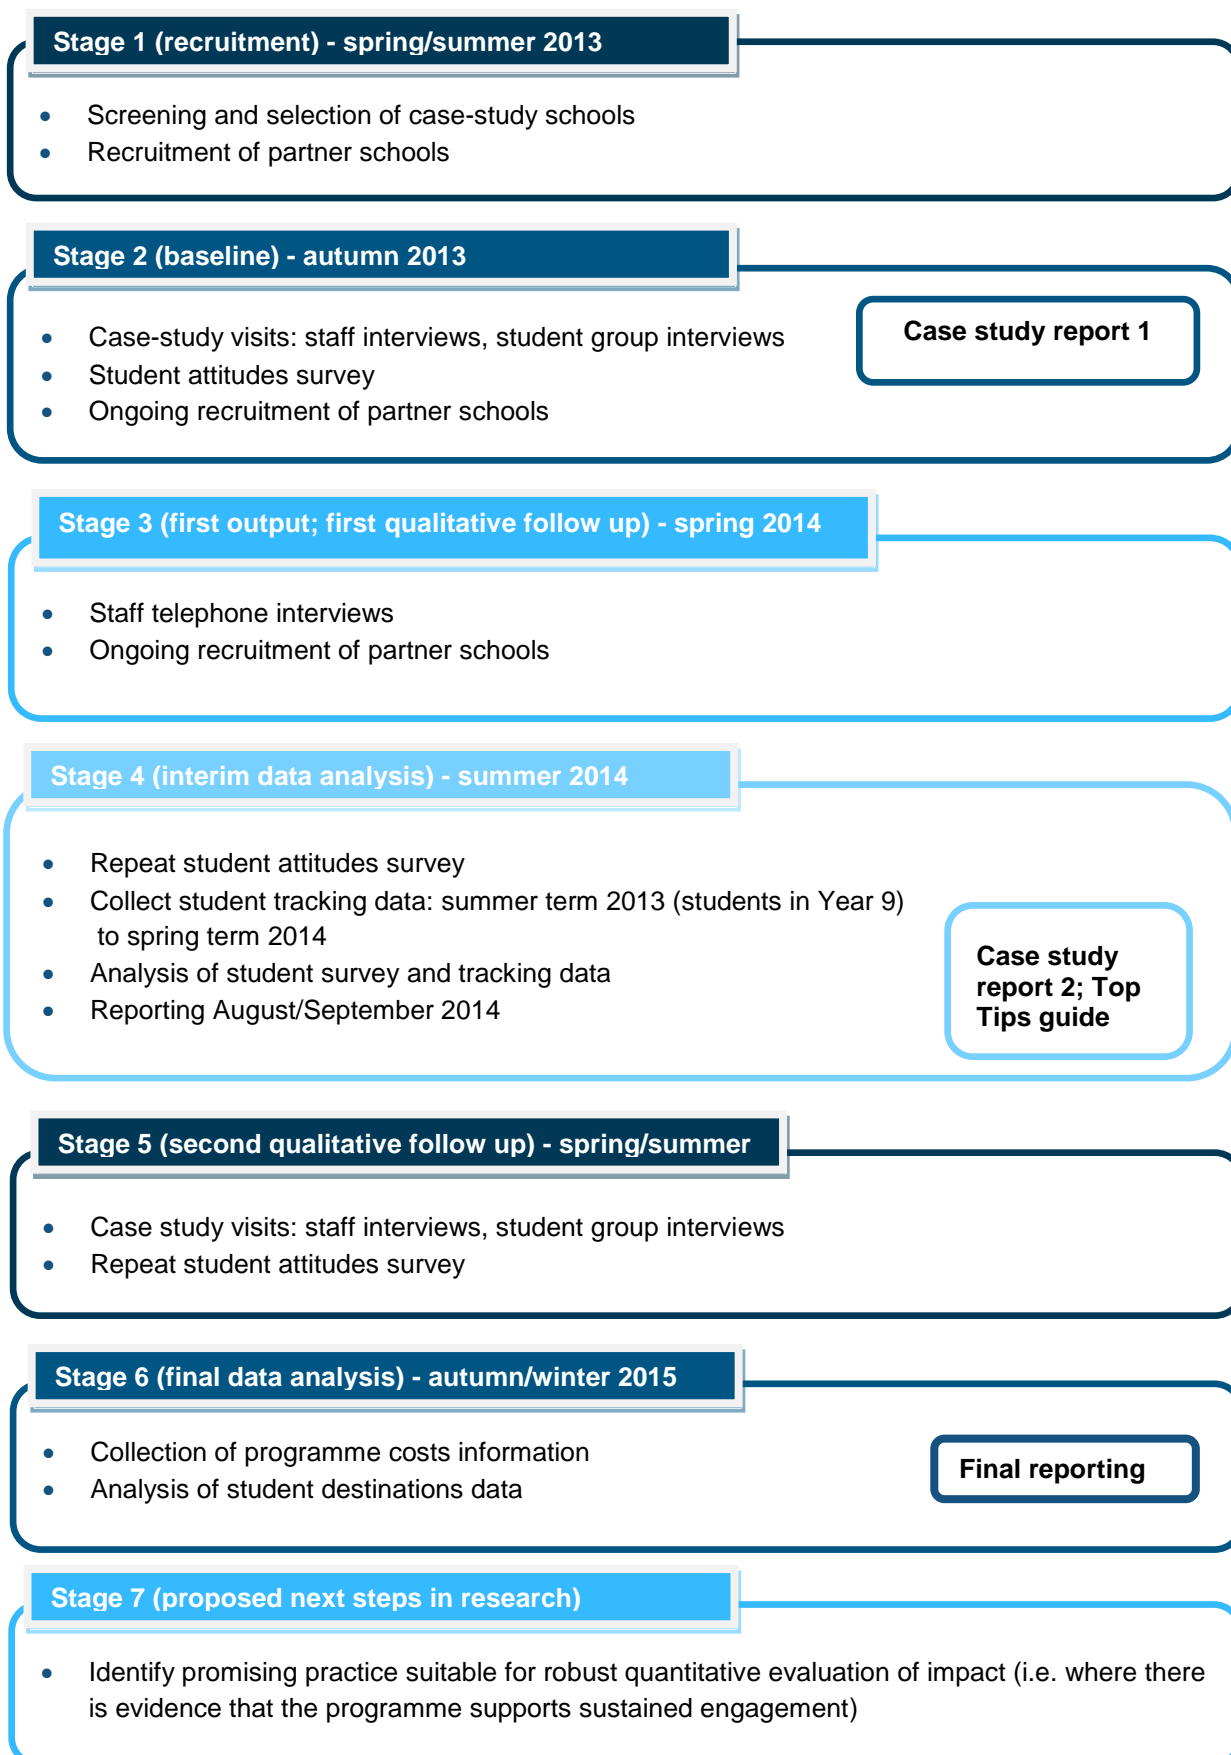 Stage 1 (recruitment) - spring/summer 2013
• Screening and selection of case-study schools
• Recruitment of partner schools
Stage 2 (baseline) - autumn 2013
• Case-study visits: staff interviews, student group interviews
• Student attitudes survey
• Ongoing recruitment of partner schools
Case study report 1
Stage 3 (first output; first qualitative follow up) - spring 2014
• Staff telephone interviews
• Ongoing recruitment of partner schools
Stage 4 (interim data analysis) - summer 2014
• Repeat student attitudes survey
• Collect student tracking data: summer term 2013 (students in Year 9)
to spring term 2014
• Analysis of student survey and tracking data
• Reporting August/September 2014
Case study
report 2; Top
Tips guide
Stage 5 (second qualitative follow up) - spring/summer
• Case study visits: staff interviews, student group interviews
• Repeat student attitudes survey
Stage 6 (final data analysis) - autumn/winter 2015
• Collection of programme costs information
• Analysis of student destinations data
Final reporting
Stage 7 (proposed next steps in research)
• Identify promising practice suitable for robust quantitative evaluation of impact (i.e. where there
is evidence that the programme supports sustained engagement)